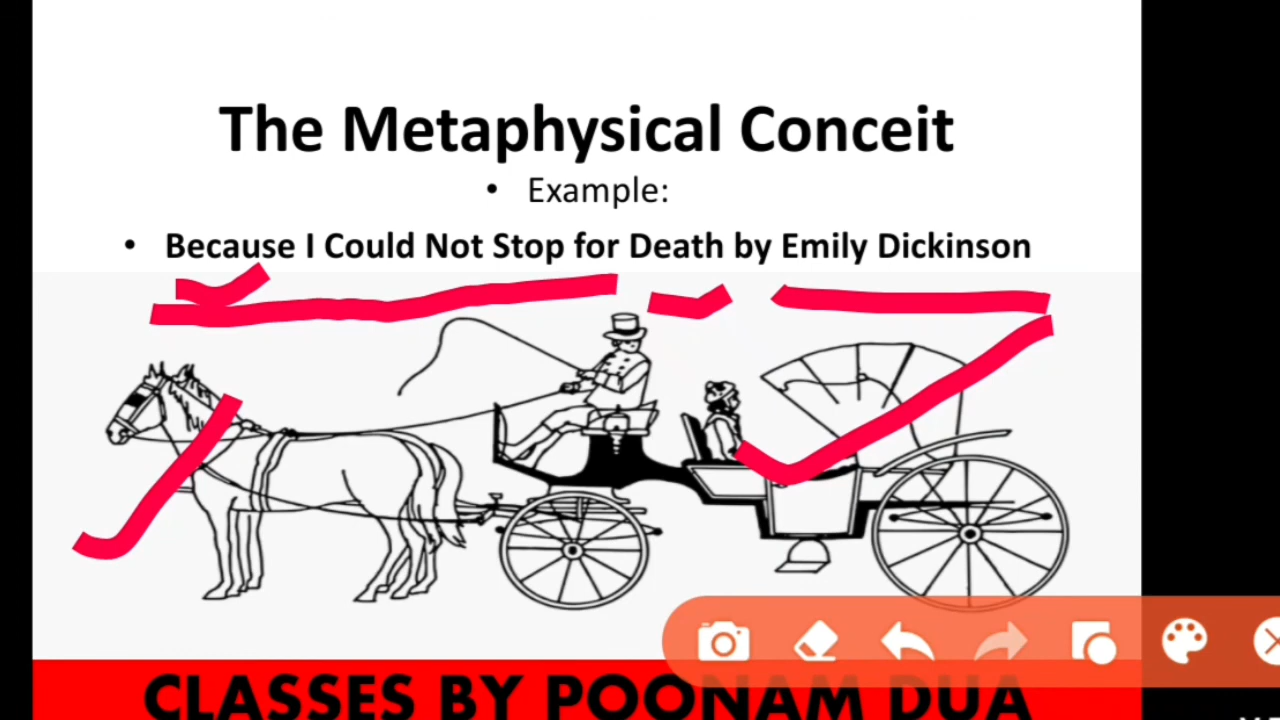 The Metaphysical Conceit
• Example:
• Because I Could Not Stop for Death by Emily Dickinson
CLASSES BY POONAM DUA